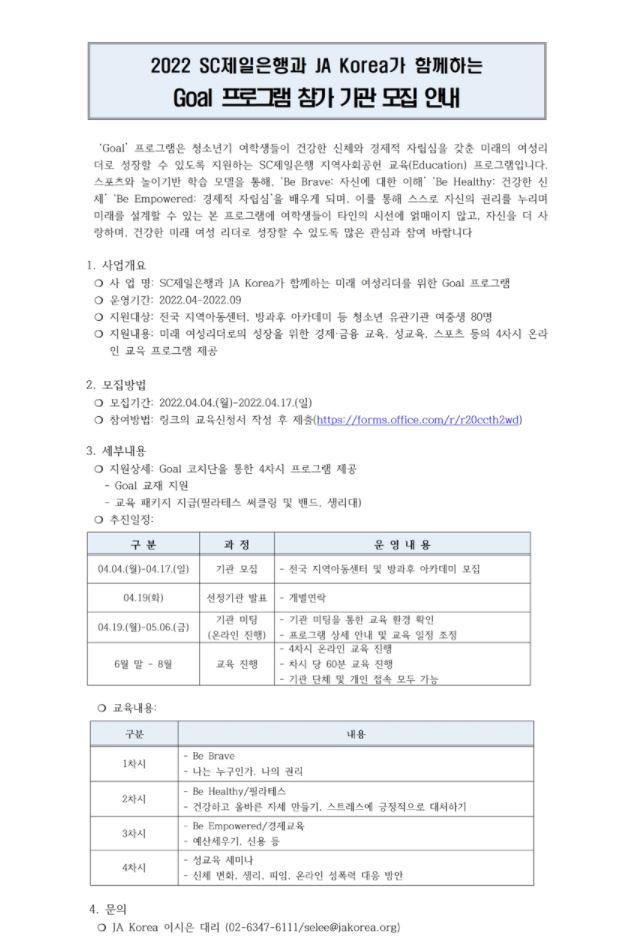 2022 SC제일은행과 JA Korea가 함께하는
Goal 프로그램 참가 기관 모집 안내
'Goal' 프로그램은 청소년기 여학생들이 건강한 신체와 경제적 자립심을 갖춘 미래의 여성리
더로 성장할 수 있도록 지원하는 SC제일은행 지역사회공헌 교육(Education) 프로그램입니다.
스포츠와 놀이기반 학습 모델을 통해, 'Be Brave: 자신에 대한 이해' 'Be Healthy: 건강한 신
체' 'Be Empowered: 경제적 자립심'을 배우게 되며, 이를 통해 스스로 자신의 권리를 누리며
미래를 설계할 수 있는 본 프로그램에 여학생들이 타인의 시선에 얽매이지 않고, 자신을 더 사
랑하며, 건강한 미래 여성 리더로 성장할 수 있도록 많은 관심과 참여 바랍니다
1. 사업개요
❍ 사 업 명: SC제일은행과 JA Korea가 함께하는 미래 여성리더를 위한 Goal 프로그램
❍ 운영기간: 2022.04-2022.09
❍ 지원대상: 전국 지역아동센터, 방과후 아카데미 등 청소년 유관기관 여중생 80명
❍ 지원내용: 미래 여성리더로의 성장을 위한 경제·금융 교육, 성교육, 스포츠 등의 4차시 온라
인 교육 프로그램 제공
2. 모집방법
❍ 모집기간: 2022.04.04.(월)-2022.04.17.(일)
❍ 참여방법: 링크의 교육신청서 작성 후 제출(https://forms.office.com/r/r20ccth2wd)
3. 세부내용
❍ 지원상세: Goal 코치단을 통한 4차시 프로그램 제공
- Goal 교재 지원
- 교육 패키지 지급(필라테스 써클링 및 밴드, 생리대)
❍ 추진일정:
구 분 과 정 운 영 내 용
04.04.(월)-04.17.(일) 기관 모집 - 전국 지역아동센터 및 방과후 아카데미 모집
04.19(화) 선정기관 발표 - 개별연락
04.19.(월)-05.06.(금) 기관 미팅 (온라인 진행) - 기관 미팅을 통한 교육 환경 확인
- 프로그램 상세 안내 및 교육 일정 조정
6월 말 - 8월 교육 진행 - 4차시 온라인 교육 진행
- 차시 당 60분 교육 진행
- 기관 단체 및 개인 접속 모두 가능
❍ 교육내용:
구분 내용
1차시 - Be Brave
- 나는 누구인가, 나의 권리
2차시 - Be Healthy/필라테스
- 건강하고 올바른 자세 만들기, 스트레스에 긍정적으로 대처하기
3차시 - Be Empowered/경제교육
- 예산세우기, 신용 등
4차시 - 성교육 세미나
- 신체 변화, 생리, 피임, 온라인 성폭력 대응 방안
4. 문의
❍ JA Korea 이시은 대리 (02-6347-6111/selee@jakorea.org)